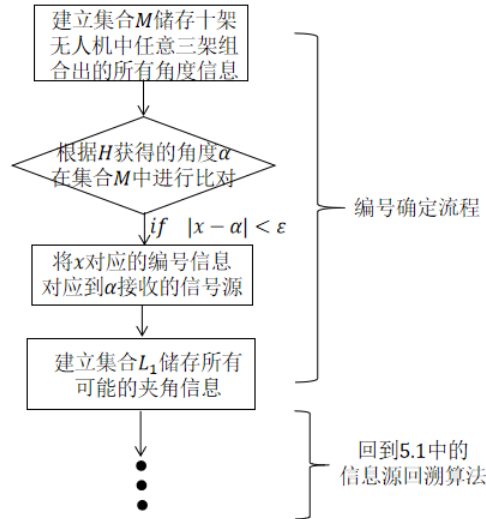 建立集合M储存十架
无人机中任意三架组
合出的所有角度信息
根据H获得的角度α
在集合M中进行比对
if |x − α| < ε
编号确定流程
将x对应的编号信息
对应到α接收的信号源
建立集合L₁储存所有
可能的夹角信息
回到5.1中的
信息源回溯算法